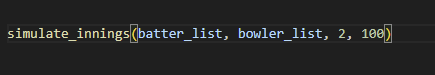 simulate_innings(batter_list, bowler_list, 2, 100)